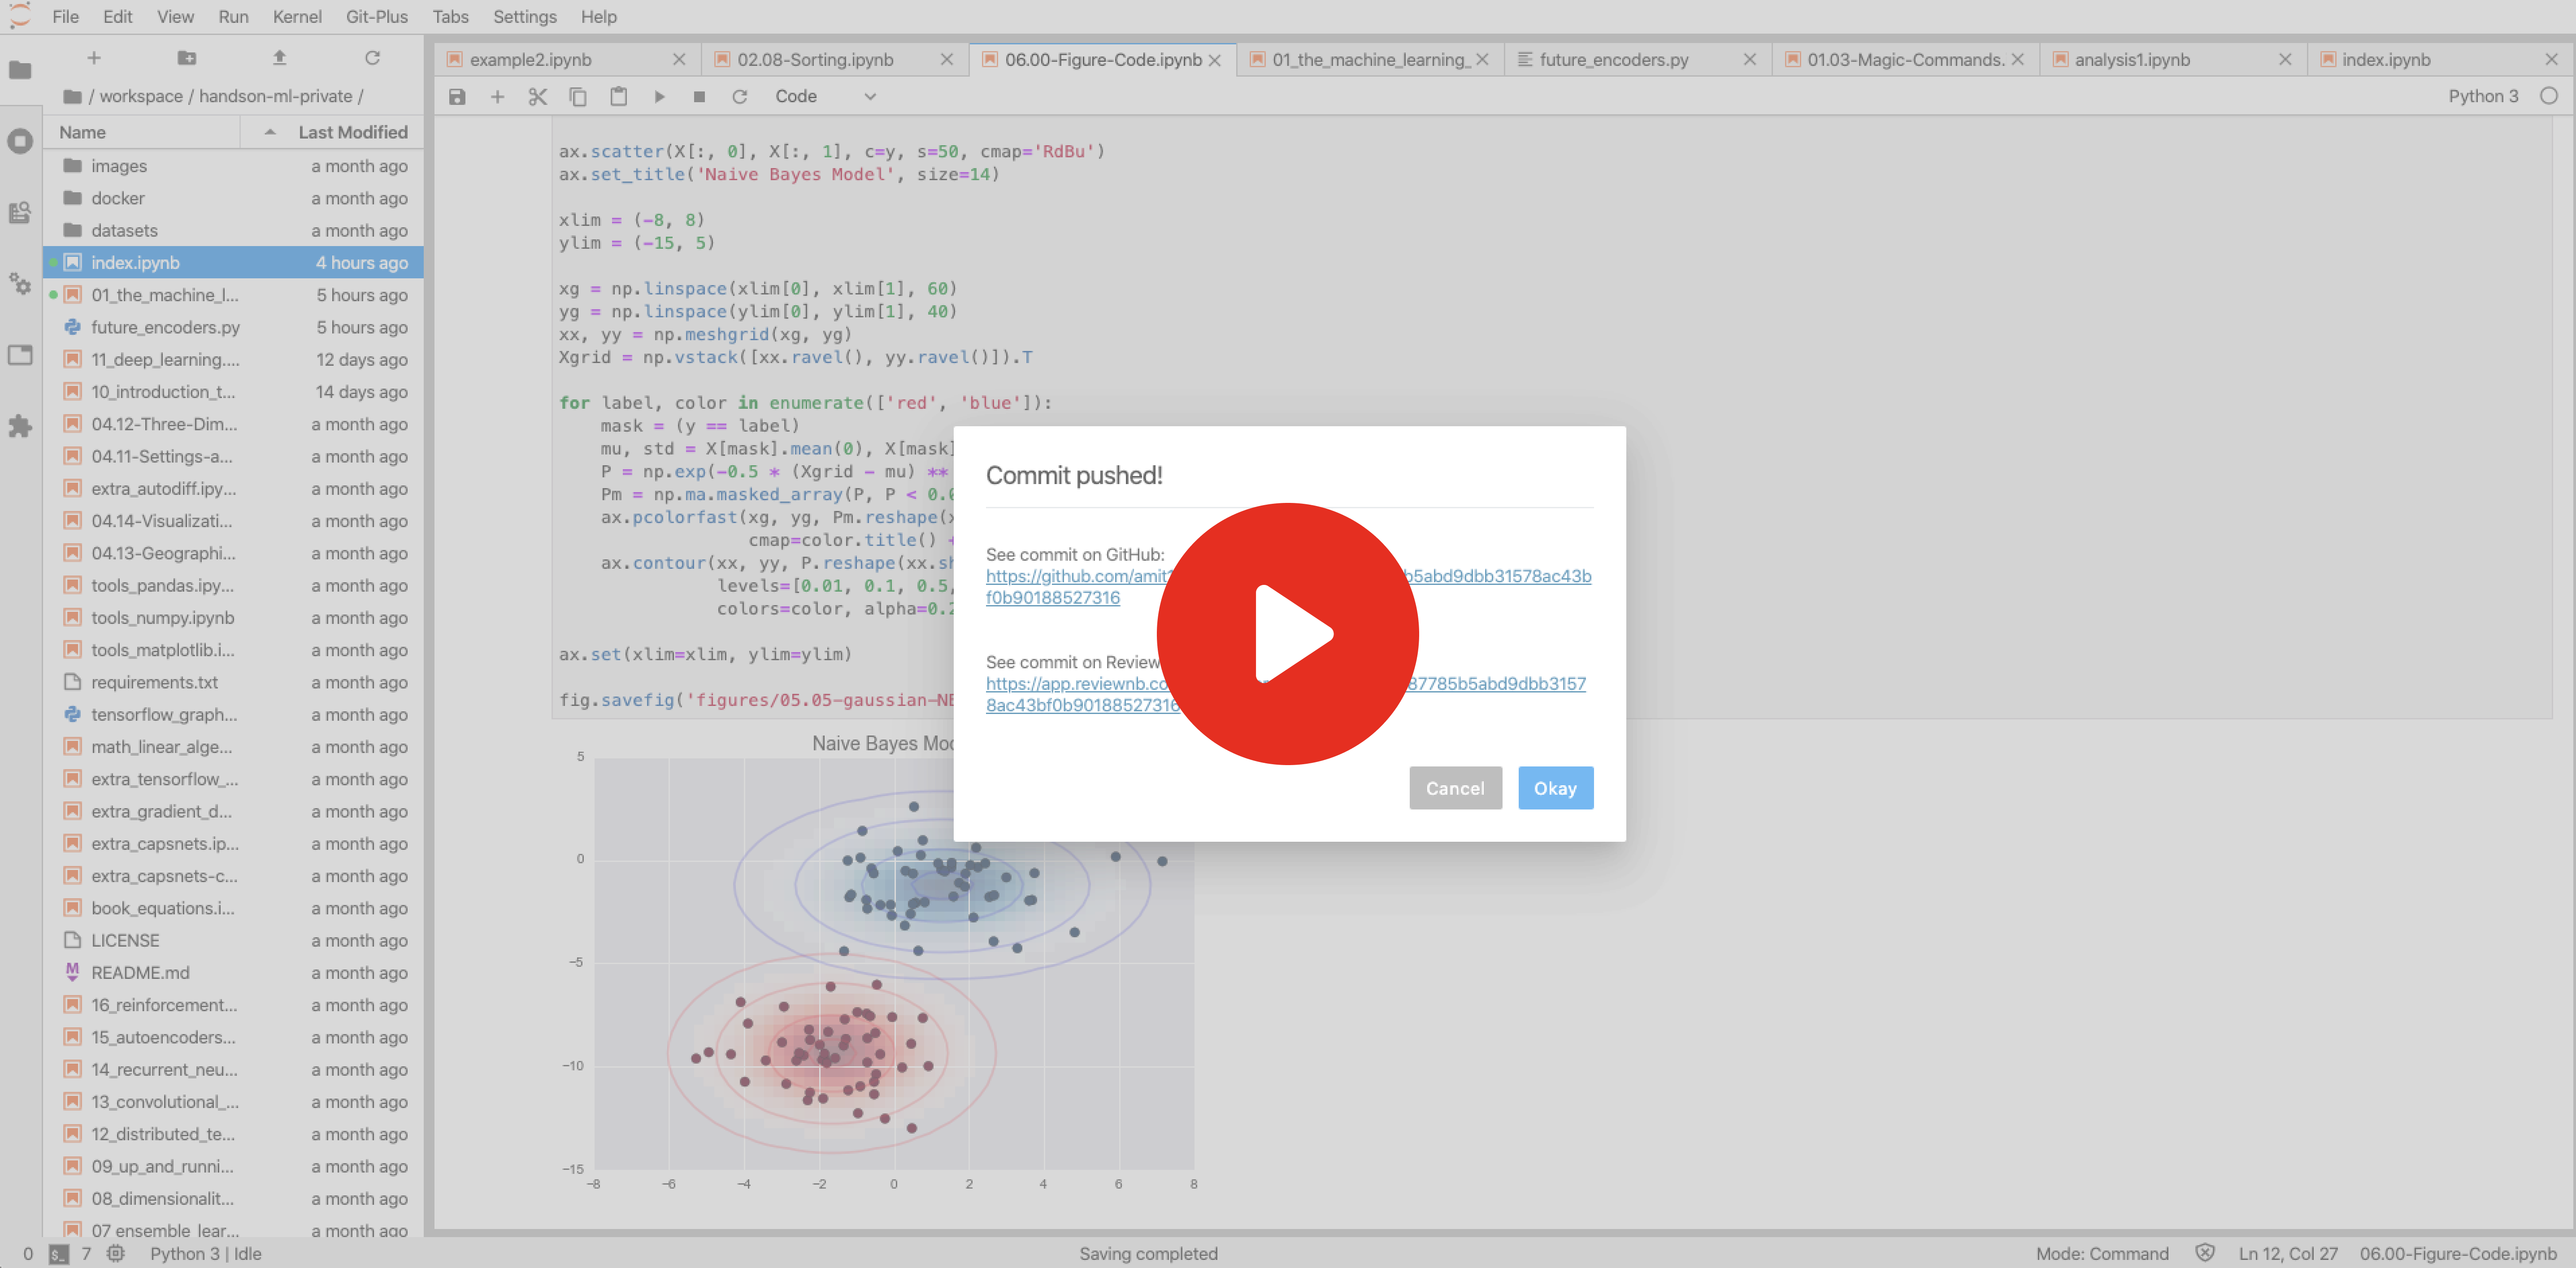 File Edit View Run Kernel Git-Plus Tabs Settings Help
example2.ipynb 02.08-Sorting.ipynb 06.00-Figure-Code.ipynb 01_the_machine_learning_ future_encoders.py 01.03-Magic-Commands. analysis1.ipynb index.ipynb
/ workspace / handson-ml-private /
Code
Python 3
Name Last Modified
images a month ago
docker a month ago
datasets a month ago
index.ipynb 4 hours ago
01_the_machine_l... 5 hours ago
future_encoders.py 5 hours ago
11_deep_learning.... 12 days ago
10_introduction_t... 14 days ago
04.12-Three-Dim... a month ago
04.11-Settings-a... a month ago
extra_autodiff.ipy... a month ago
04.14-Visualizati... a month ago
04.13-Geographi... a month ago
tools_pandas.ipy... a month ago
tools_numpy.ipynb a month ago
tools_matplotlib.i... a month ago
requirements.txt a month ago
tensorflow_graph... a month ago
math_linear_alge... a month ago
extra_tensorflow_... a month ago
extra_gradient_d... a month ago
extra_capsnets.ip... a month ago
extra_capsnets-c... a month ago
book_equations.i... a month ago
LICENSE a month ago
README.md a month ago
16_reinforcement... a month ago
15_autoencoders... a month ago
14_recurrent_neu... a month ago
13_convolutional_... a month ago
12_distributed_te... a month ago
09_up_and_runni... a month ago
08_dimensionalit... a month ago
07_ensemble_lear... a month ago
ax.scatter(X[:, 0], X[:, 1], c=y, s=50, cmap='RdBu')
ax.set_title('Naive Bayes Model', size=14)
xlim = (-8, 8)
ylim = (-15, 5)
xg = np.linspace(xlim[0], xlim[1], 60)
yg = np.linspace(ylim[0], ylim[1], 40)
xx, yy = np.meshgrid(xg, yg)
Xgrid = np.vstack([xx.ravel(), yy.ravel()]).T
for label, color in enumerate(['red', 'blue']):
mask = (y == label)
mu, std = X[mask].mean(0), X[mask]
P = np.exp(-0.5 * (Xgrid - mu) **
Pm = np.ma.masked_array(P, P < 0.0
ax.pcolorfast(xg, yg, Pm.reshape(x
cmap=color.title() +
ax.contour(xx, yy, P.reshape(xx.sh
levels=[0.01, 0.1, 0.5,
colors=color, alpha=0.2
ax.set(xlim=xlim, ylim=ylim)
fig.savefig('figures/05.05-gaussian-NB
Commit pushed!
See commit on GitHub:
https://github.com/amit b5abd9dbb31578ac43b
f0b90188527316
See commit on Review
https://app.reviewnb.co 87785b5abd9dbb3157
8ac43bf0b90188527316
Cancel Okay
Naive Bayes Mod
5
0
−5
−10
−15
−8 −6 −4 −2 0 2 4 6 8
0 $_ 7 Python 3 | Idle Saving completed Mode: Command Ln 12, Col 27 06.00-Figure-Code.ipynb